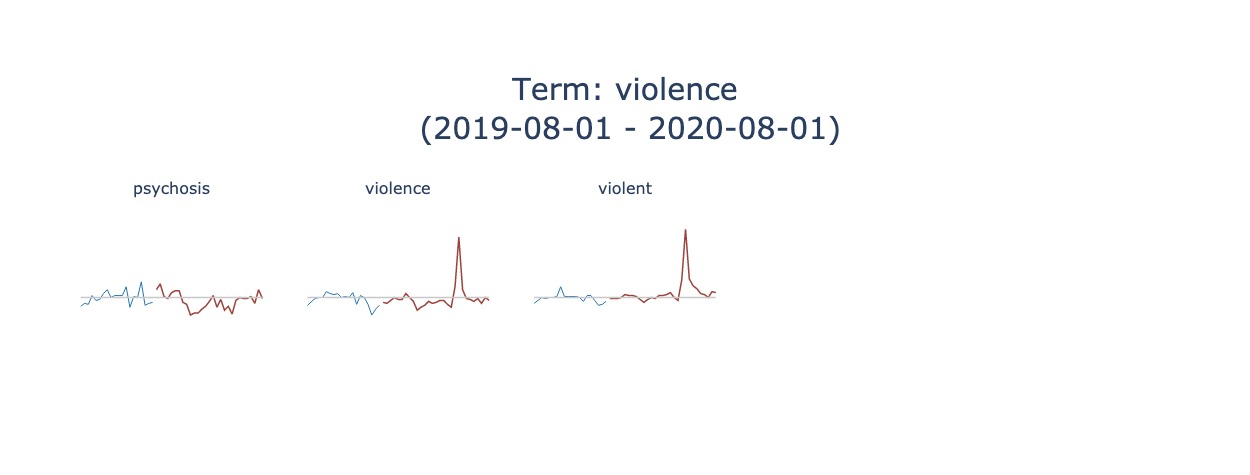 Term: violence
(2019-08-01 - 2020-08-01)
psychosis
violence
violent